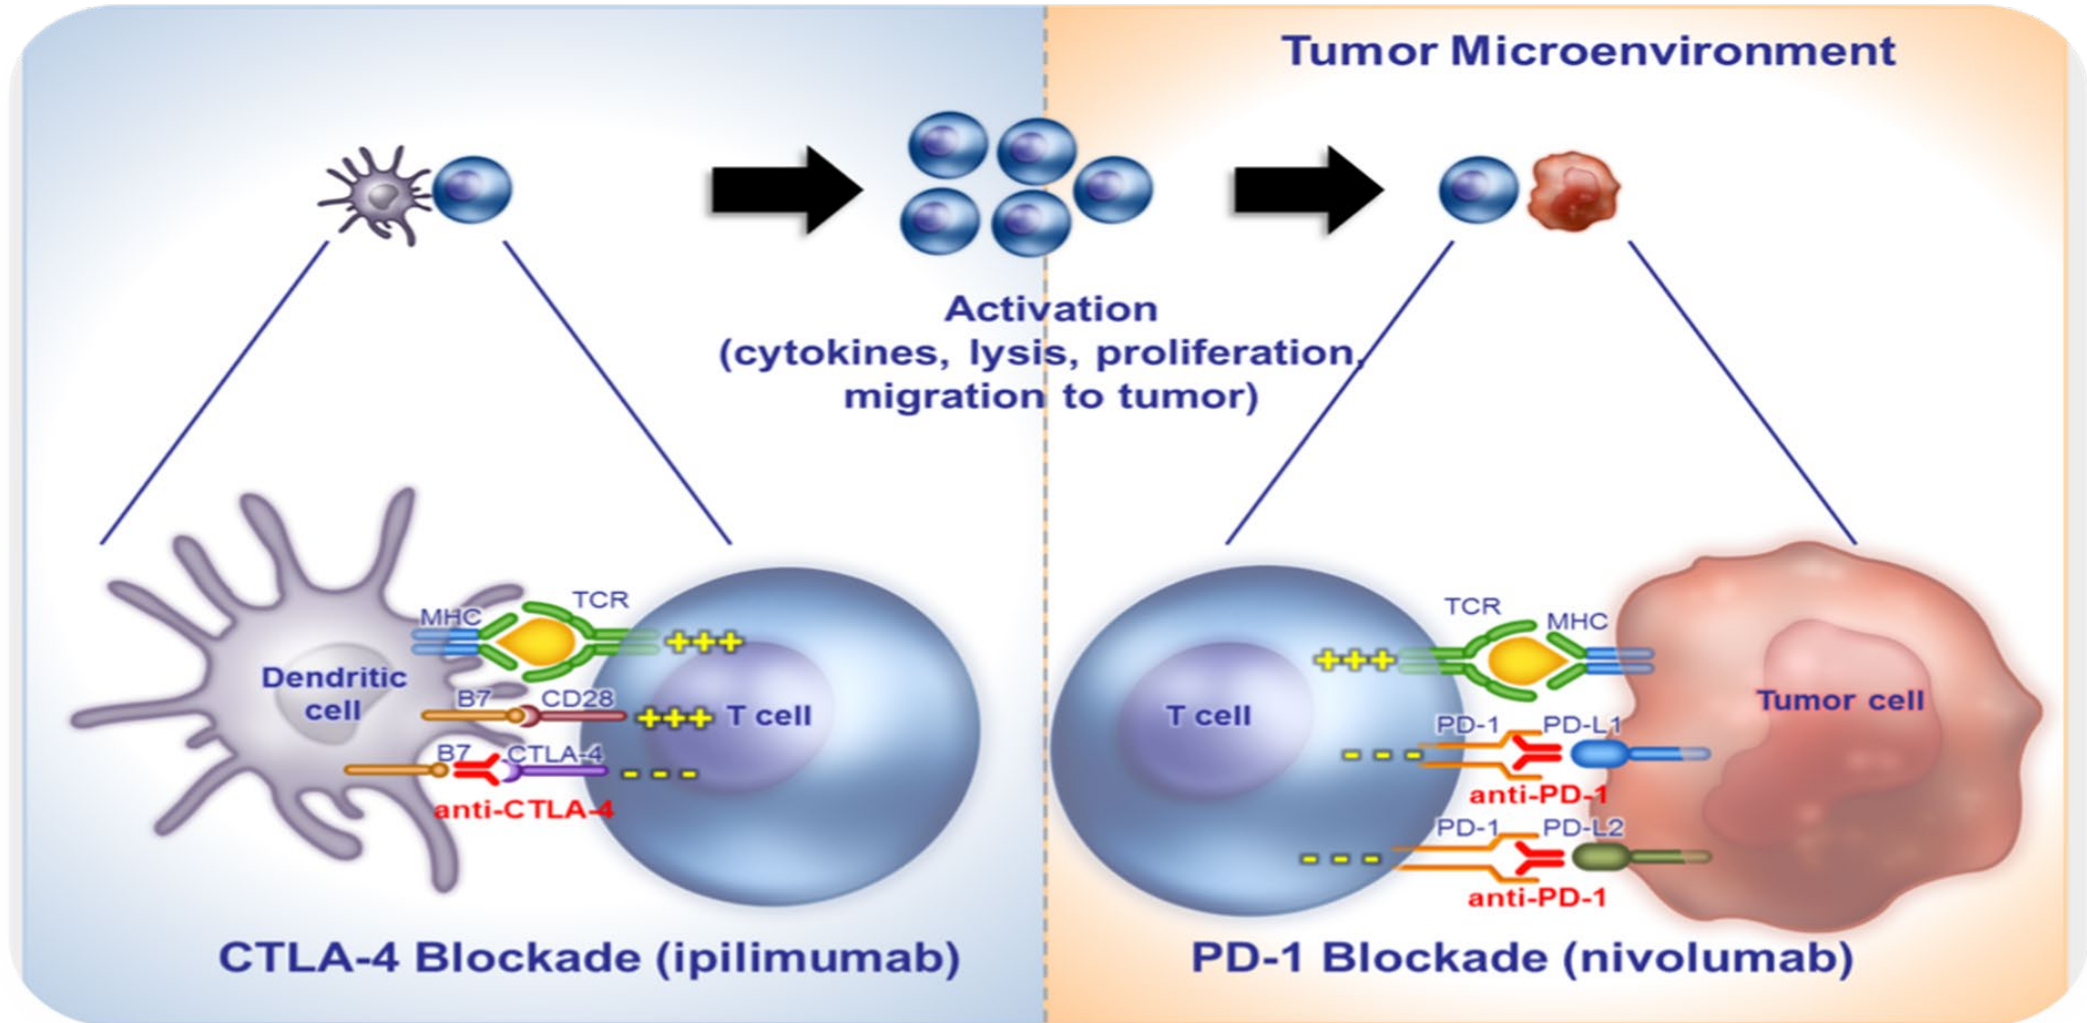 Tumor Microenvironment
Activation
(cytokines, lysis, proliferation,
migration to tumor)
MHC
TCR
+++
Dendritic
cell
B7
CD28
+++
T cell
B7
CTLA-4
---
anti-CTLA-4
CTLA-4 Blockade (ipilimumab)
TCR
MHC
+++
T cell
Tumor cell
PD-1
PD-L1
---
anti-PD-1
PD-1
PD-L2
---
anti-PD-1
PD-1 Blockade (nivolumab)